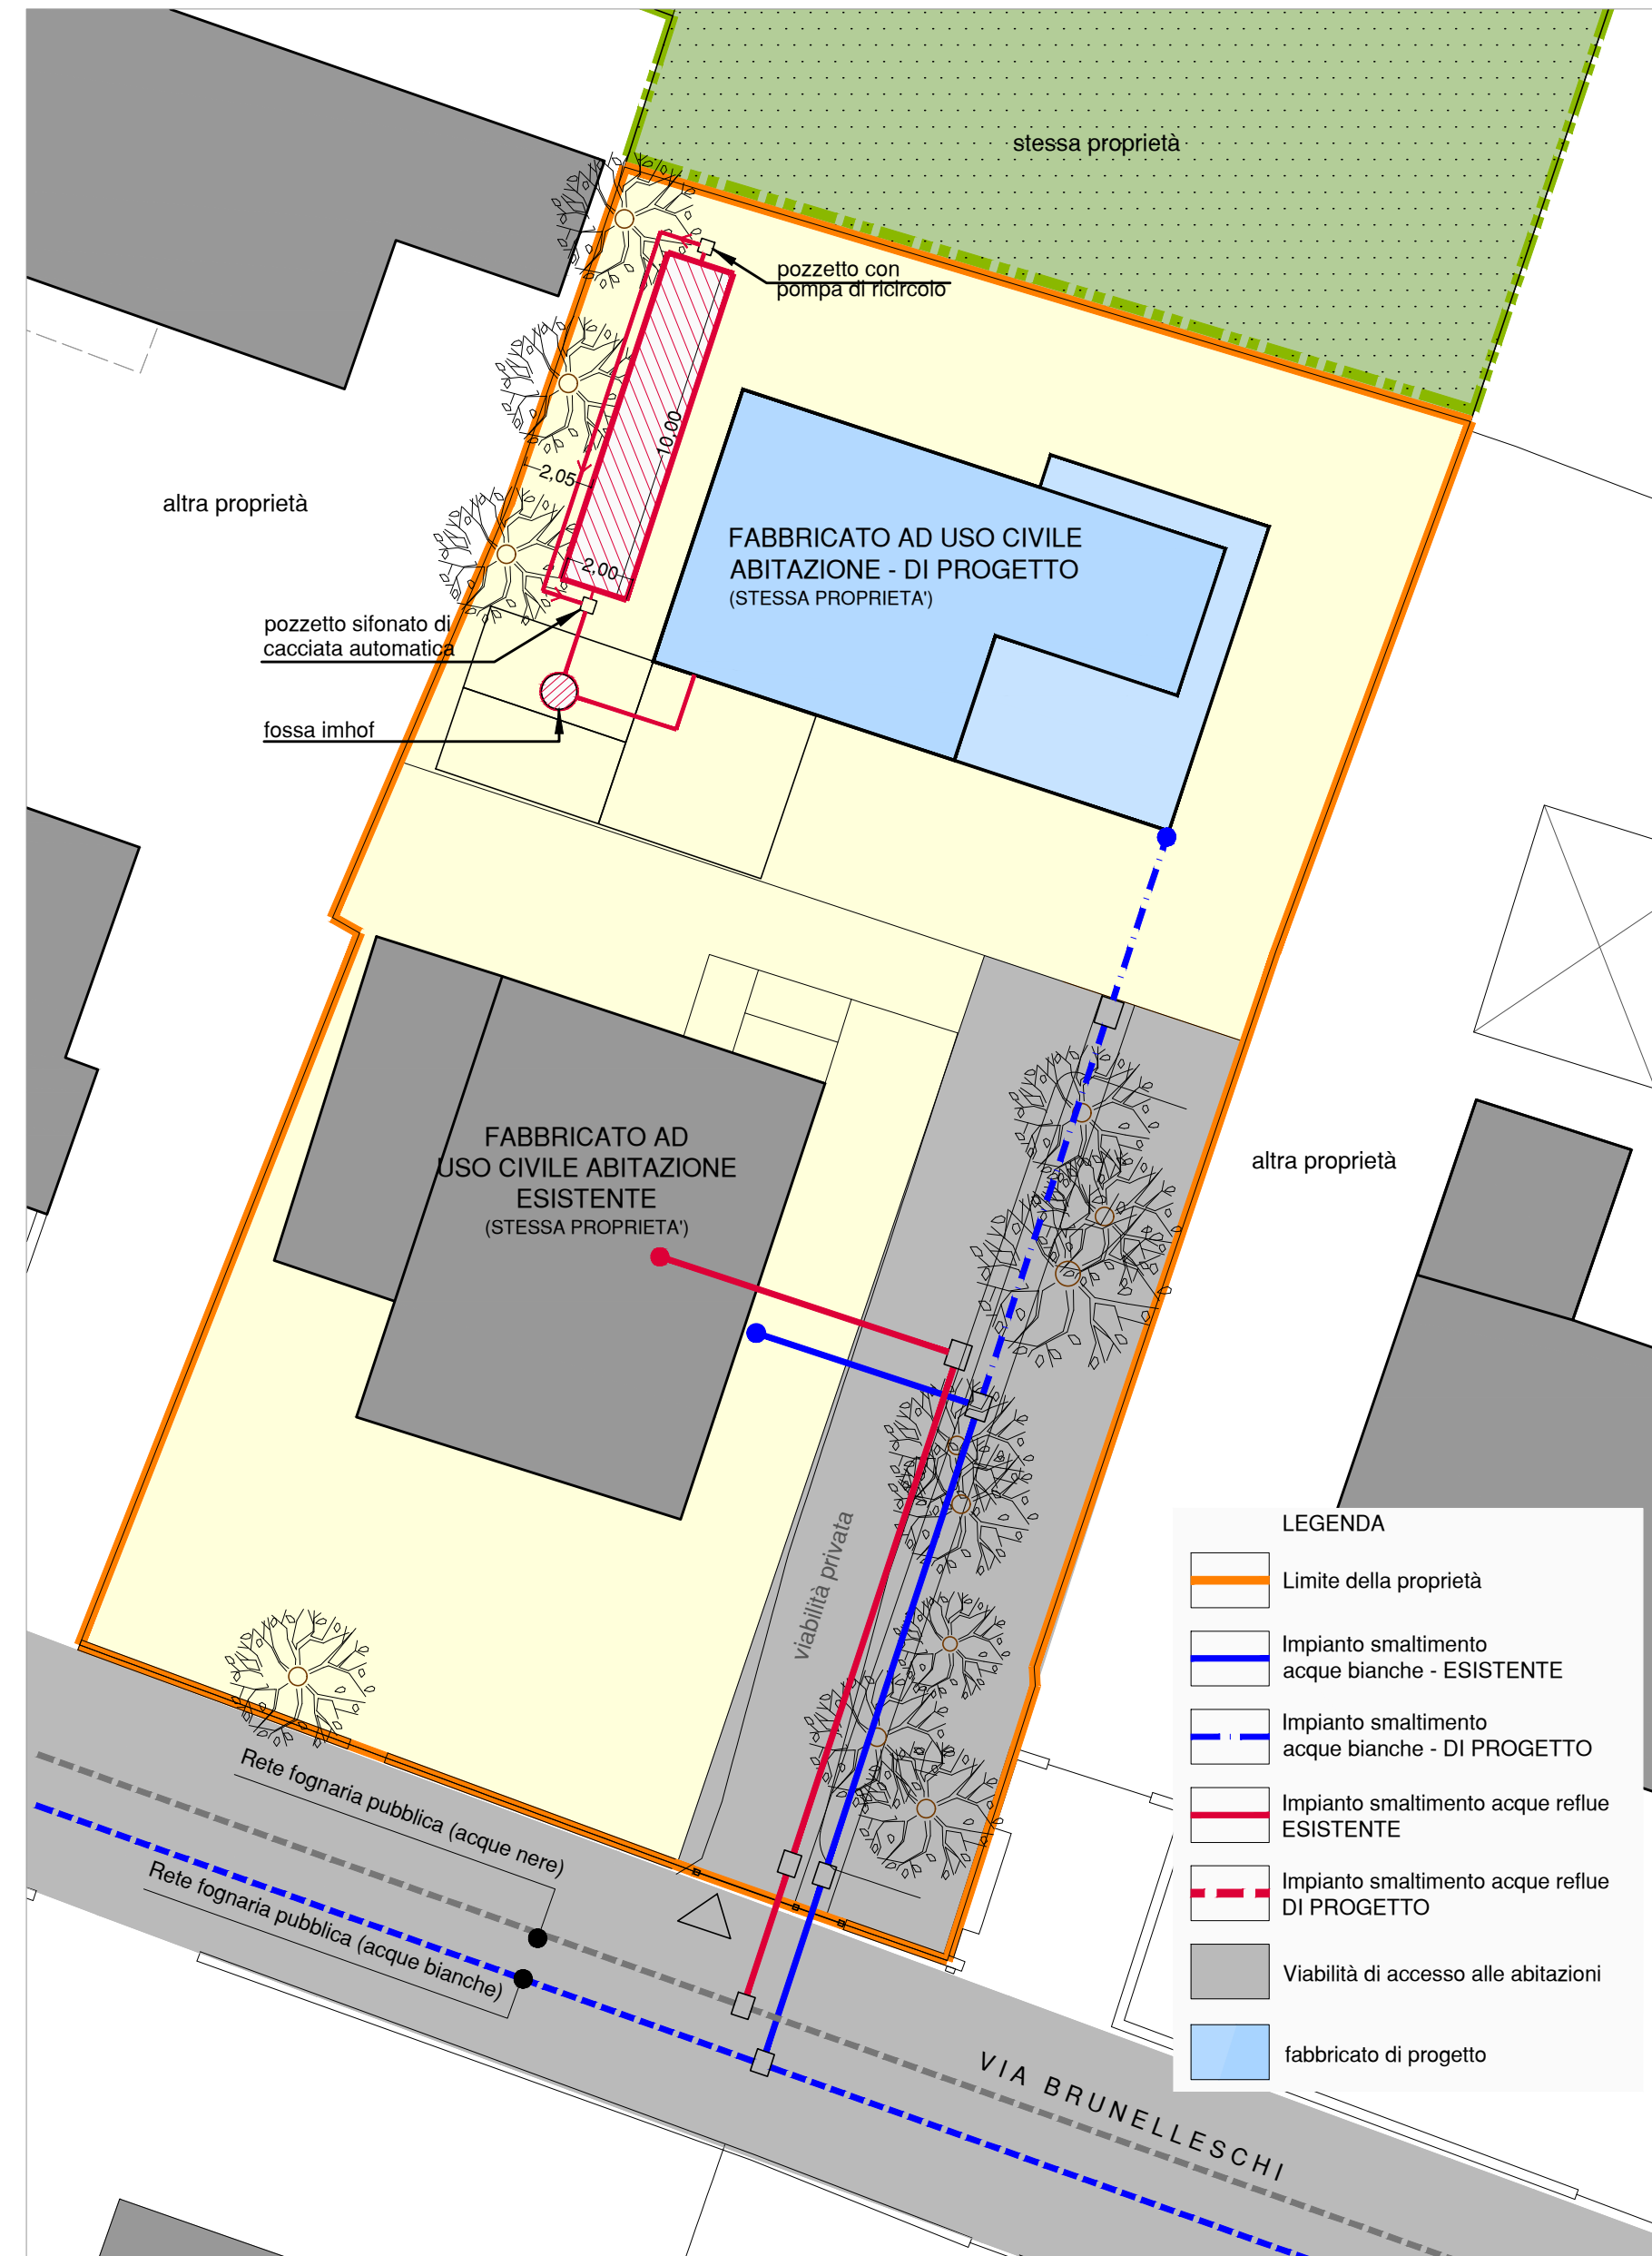 stessa proprietà
pozzetto con
pompa di ricircolo
10,00
2,05
altra proprietà
FABBRICATO AD USO CIVILE
ABITAZIONE - DI PROGETTO
(STESSA PROPRIETA')
2,00
pozzetto sifonato di
cacciata automatica
fossa imhof
FABBRICATO AD
USO CIVILE ABITAZIONE
ESISTENTE
(STESSA PROPRIETA')
altra proprietà
viabilità privata
Rete fognaria pubblica (acque nere)
Rete fognaria pubblica (acque bianche)
VIA BRUNELLESCHI
LEGENDA
Limite della proprietà
Impianto smaltimento
acque bianche - ESISTENTE
Impianto smaltimento
acque bianche - DI PROGETTO
Impianto smaltimento acque reflue
ESISTENTE
Impianto smaltimento acque reflue
DI PROGETTO
Viabilità di accesso alle abitazioni
fabbricato di progetto